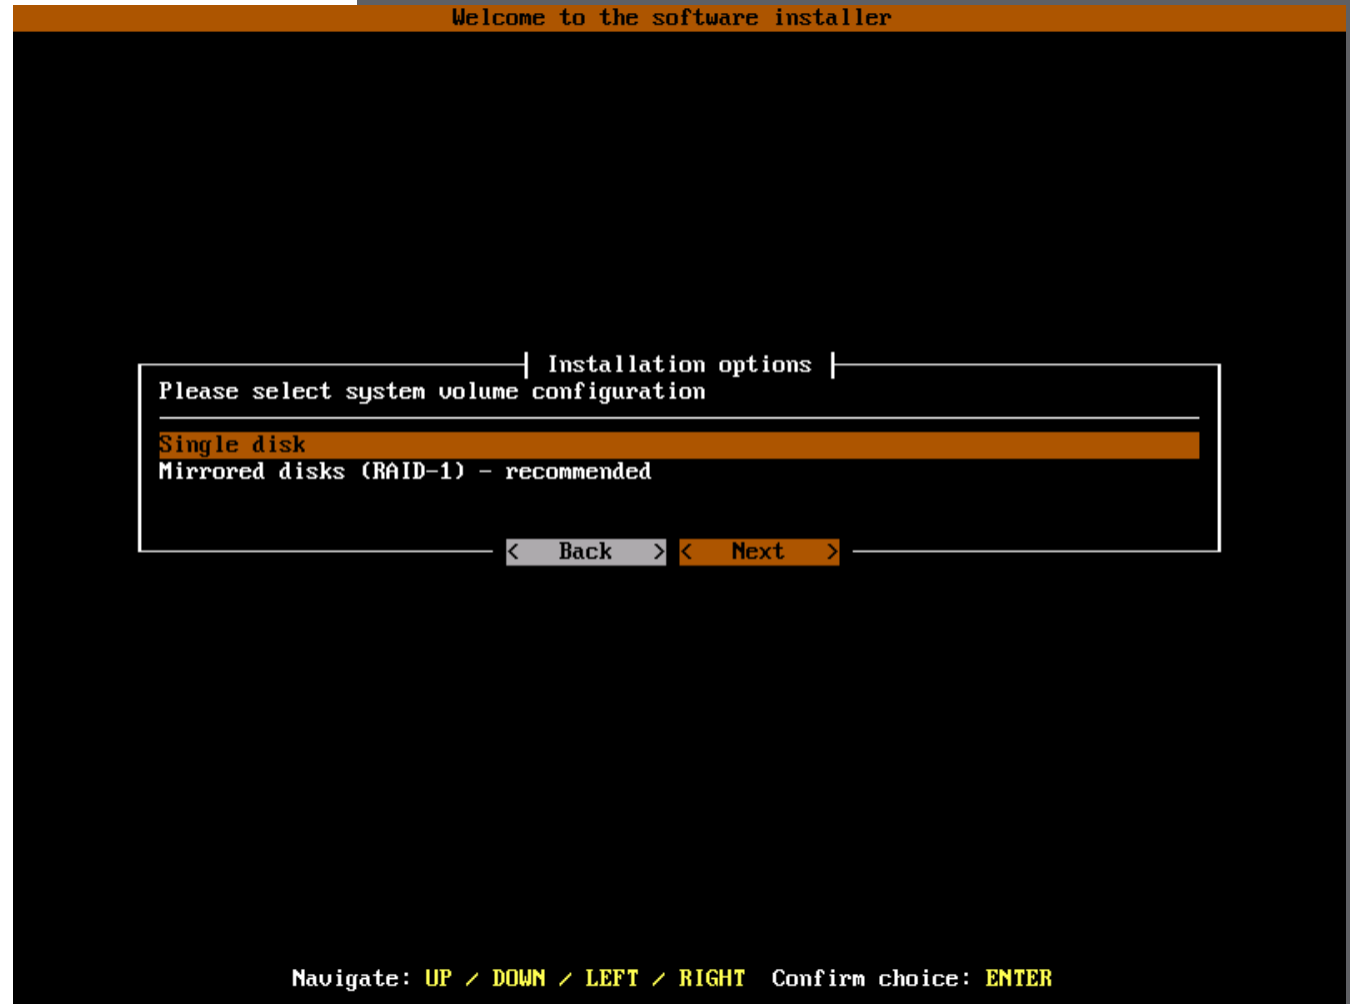 Welcome to the software installer
Installation options
Please select system volume configuration
Single disk
Mirrored disks (RAID-1) - recommended
< Back > < Next >
Navigate: UP / DOWN / LEFT / RIGHT Confirm choice: ENTER